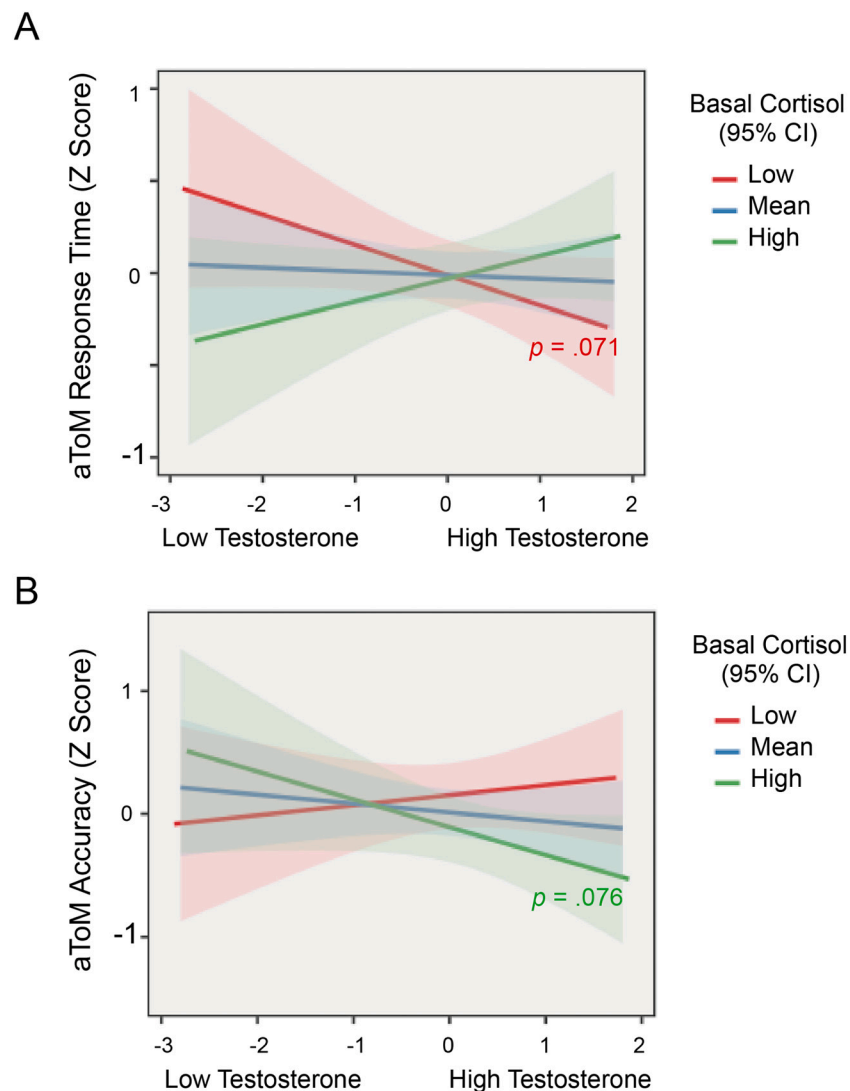 A
aToM Response Time (Z Score)
1
0
-1
p = .071
-3 -2 -1 0 1 2
Low Testosterone High Testosterone
Basal Cortisol
(95% CI)
Low
Mean
High
B
aToM Accuracy (Z Score)
1
0
-1
p = .076
-3 -2 -1 0 1 2
Low Testosterone High Testosterone
Basal Cortisol
(95% CI)
Low
Mean
High